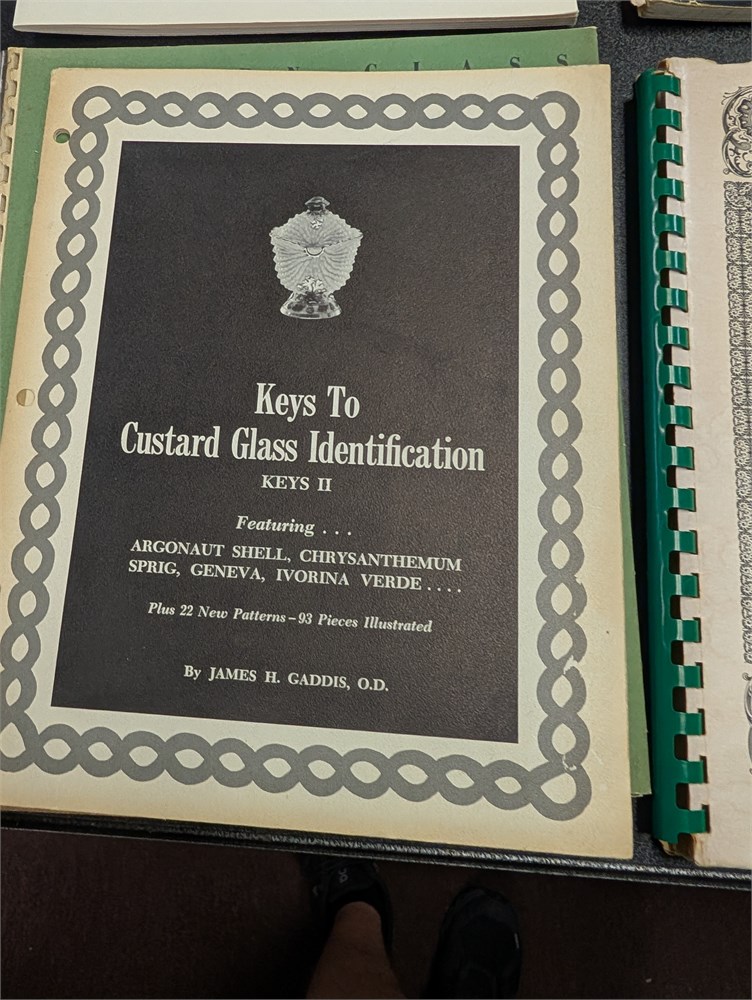 GLASS
Keys To
Custard Glass Identification
KEYS II
Featuring . . .
ARGONAUT SHELL, CHRYSANTHEMUM
SPRIG, GENEVA, IVORINA VERDE . . . .
Plus 22 New Patterns – 93 Pieces Illustrated
By JAMES H. GADDIS, O.D.